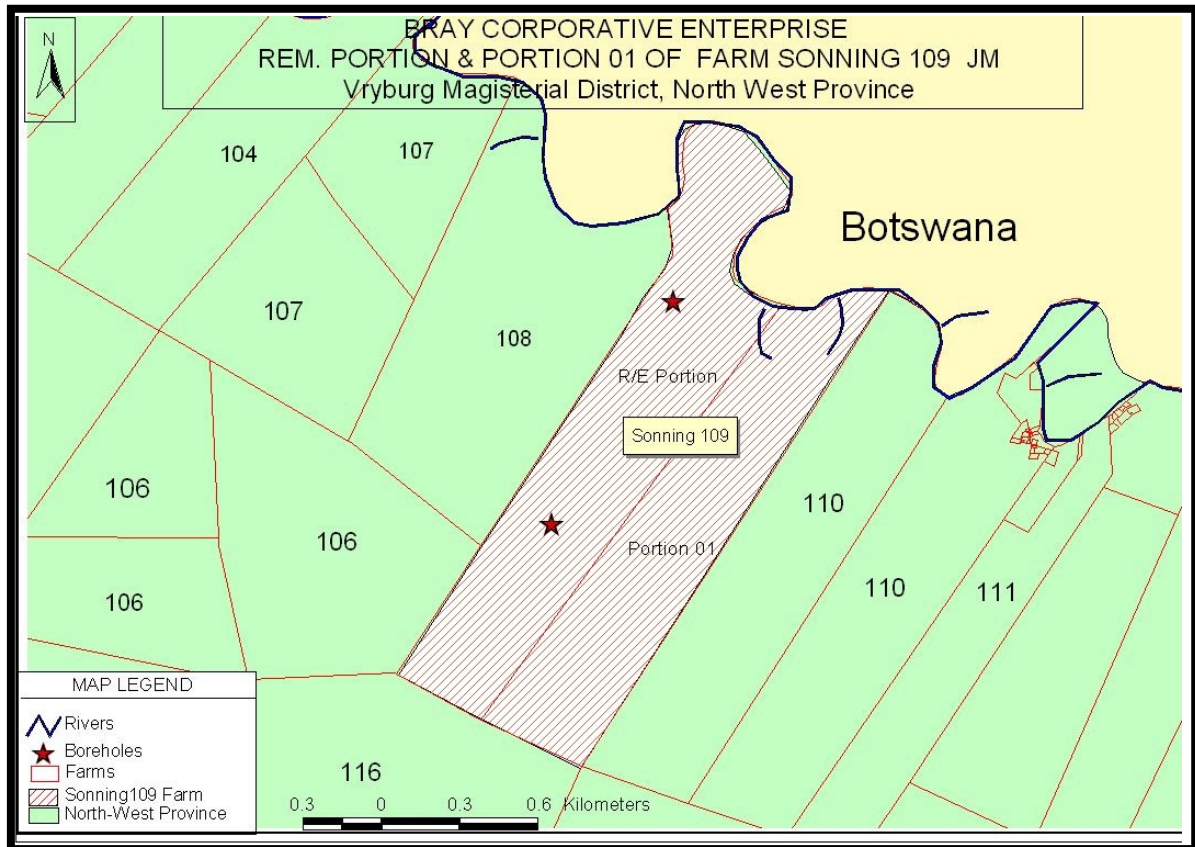 BRAY CORPORATIVE ENTERPRISE
REM. PORTION & PORTION 01 OF FARM SONNING 109 JM
Vryburg Magisterial District, North West Province
N
104
107
Botswana
107
108
R/E Portion
Sonning 109
106
110
106
Portion 01
110
111
106
116
MAP LEGEND
Rivers
Boreholes
Farms
Sonning109 Farm
North-West Province
0.3 0 0.3 0.6 Kilometers